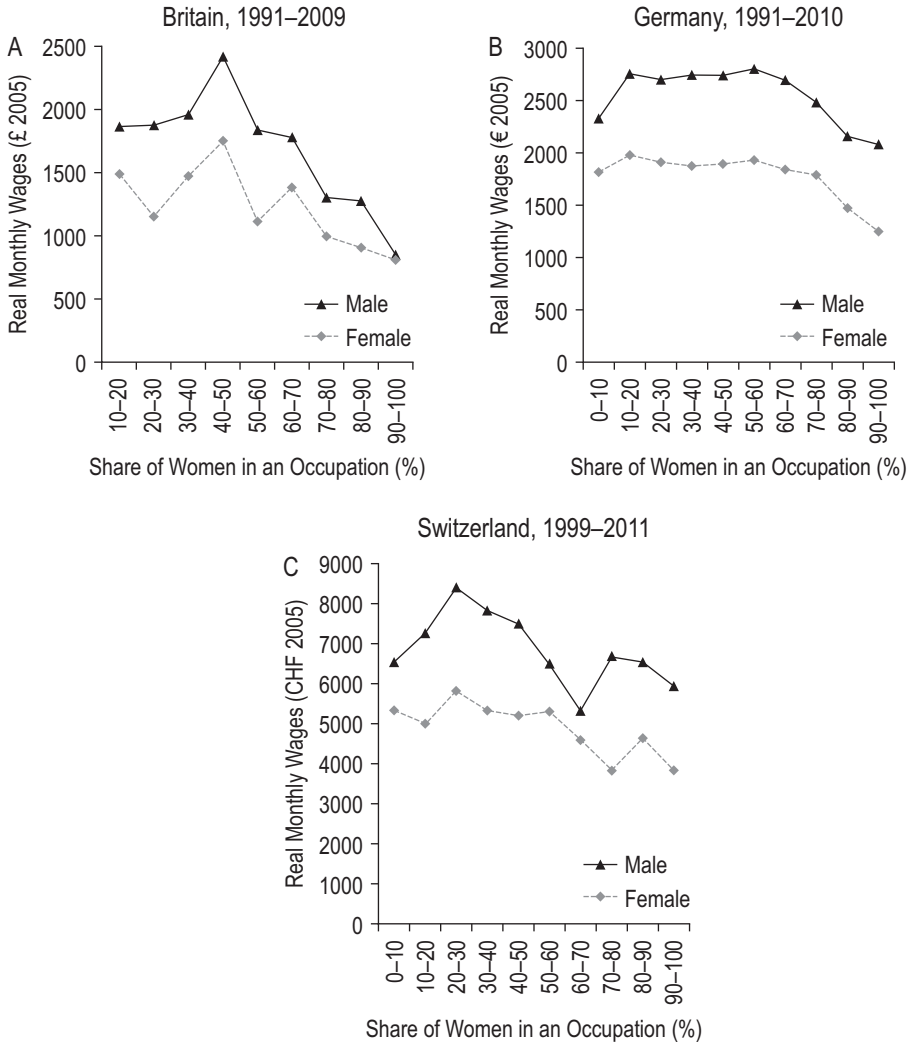 Britain, 1991–2009
A
Real Monthly Wages (£ 2005)
2500
2000
1500
1000
500
0
Male
Female
10–20
20–30
30–40
40–50
50–60
60–70
70–80
80–90
90–100
Share of Women in an Occupation (%)
Germany, 1991–2010
B
Real Monthly Wages (€ 2005)
3000
2500
2000
1500
1000
500
0
Male
Female
0–10
10–20
20–30
30–40
40–50
50–60
60–70
70–80
80–90
90–100
Share of Women in an Occupation (%)
Switzerland, 1999–2011
C
Real Monthly Wages (CHF 2005)
9000
8000
7000
6000
5000
4000
3000
2000
1000
0
Male
Female
0–10
10–20
20–30
30–40
40–50
50–60
60–70
70–80
80–90
90–100
Share of Women in an Occupation (%)